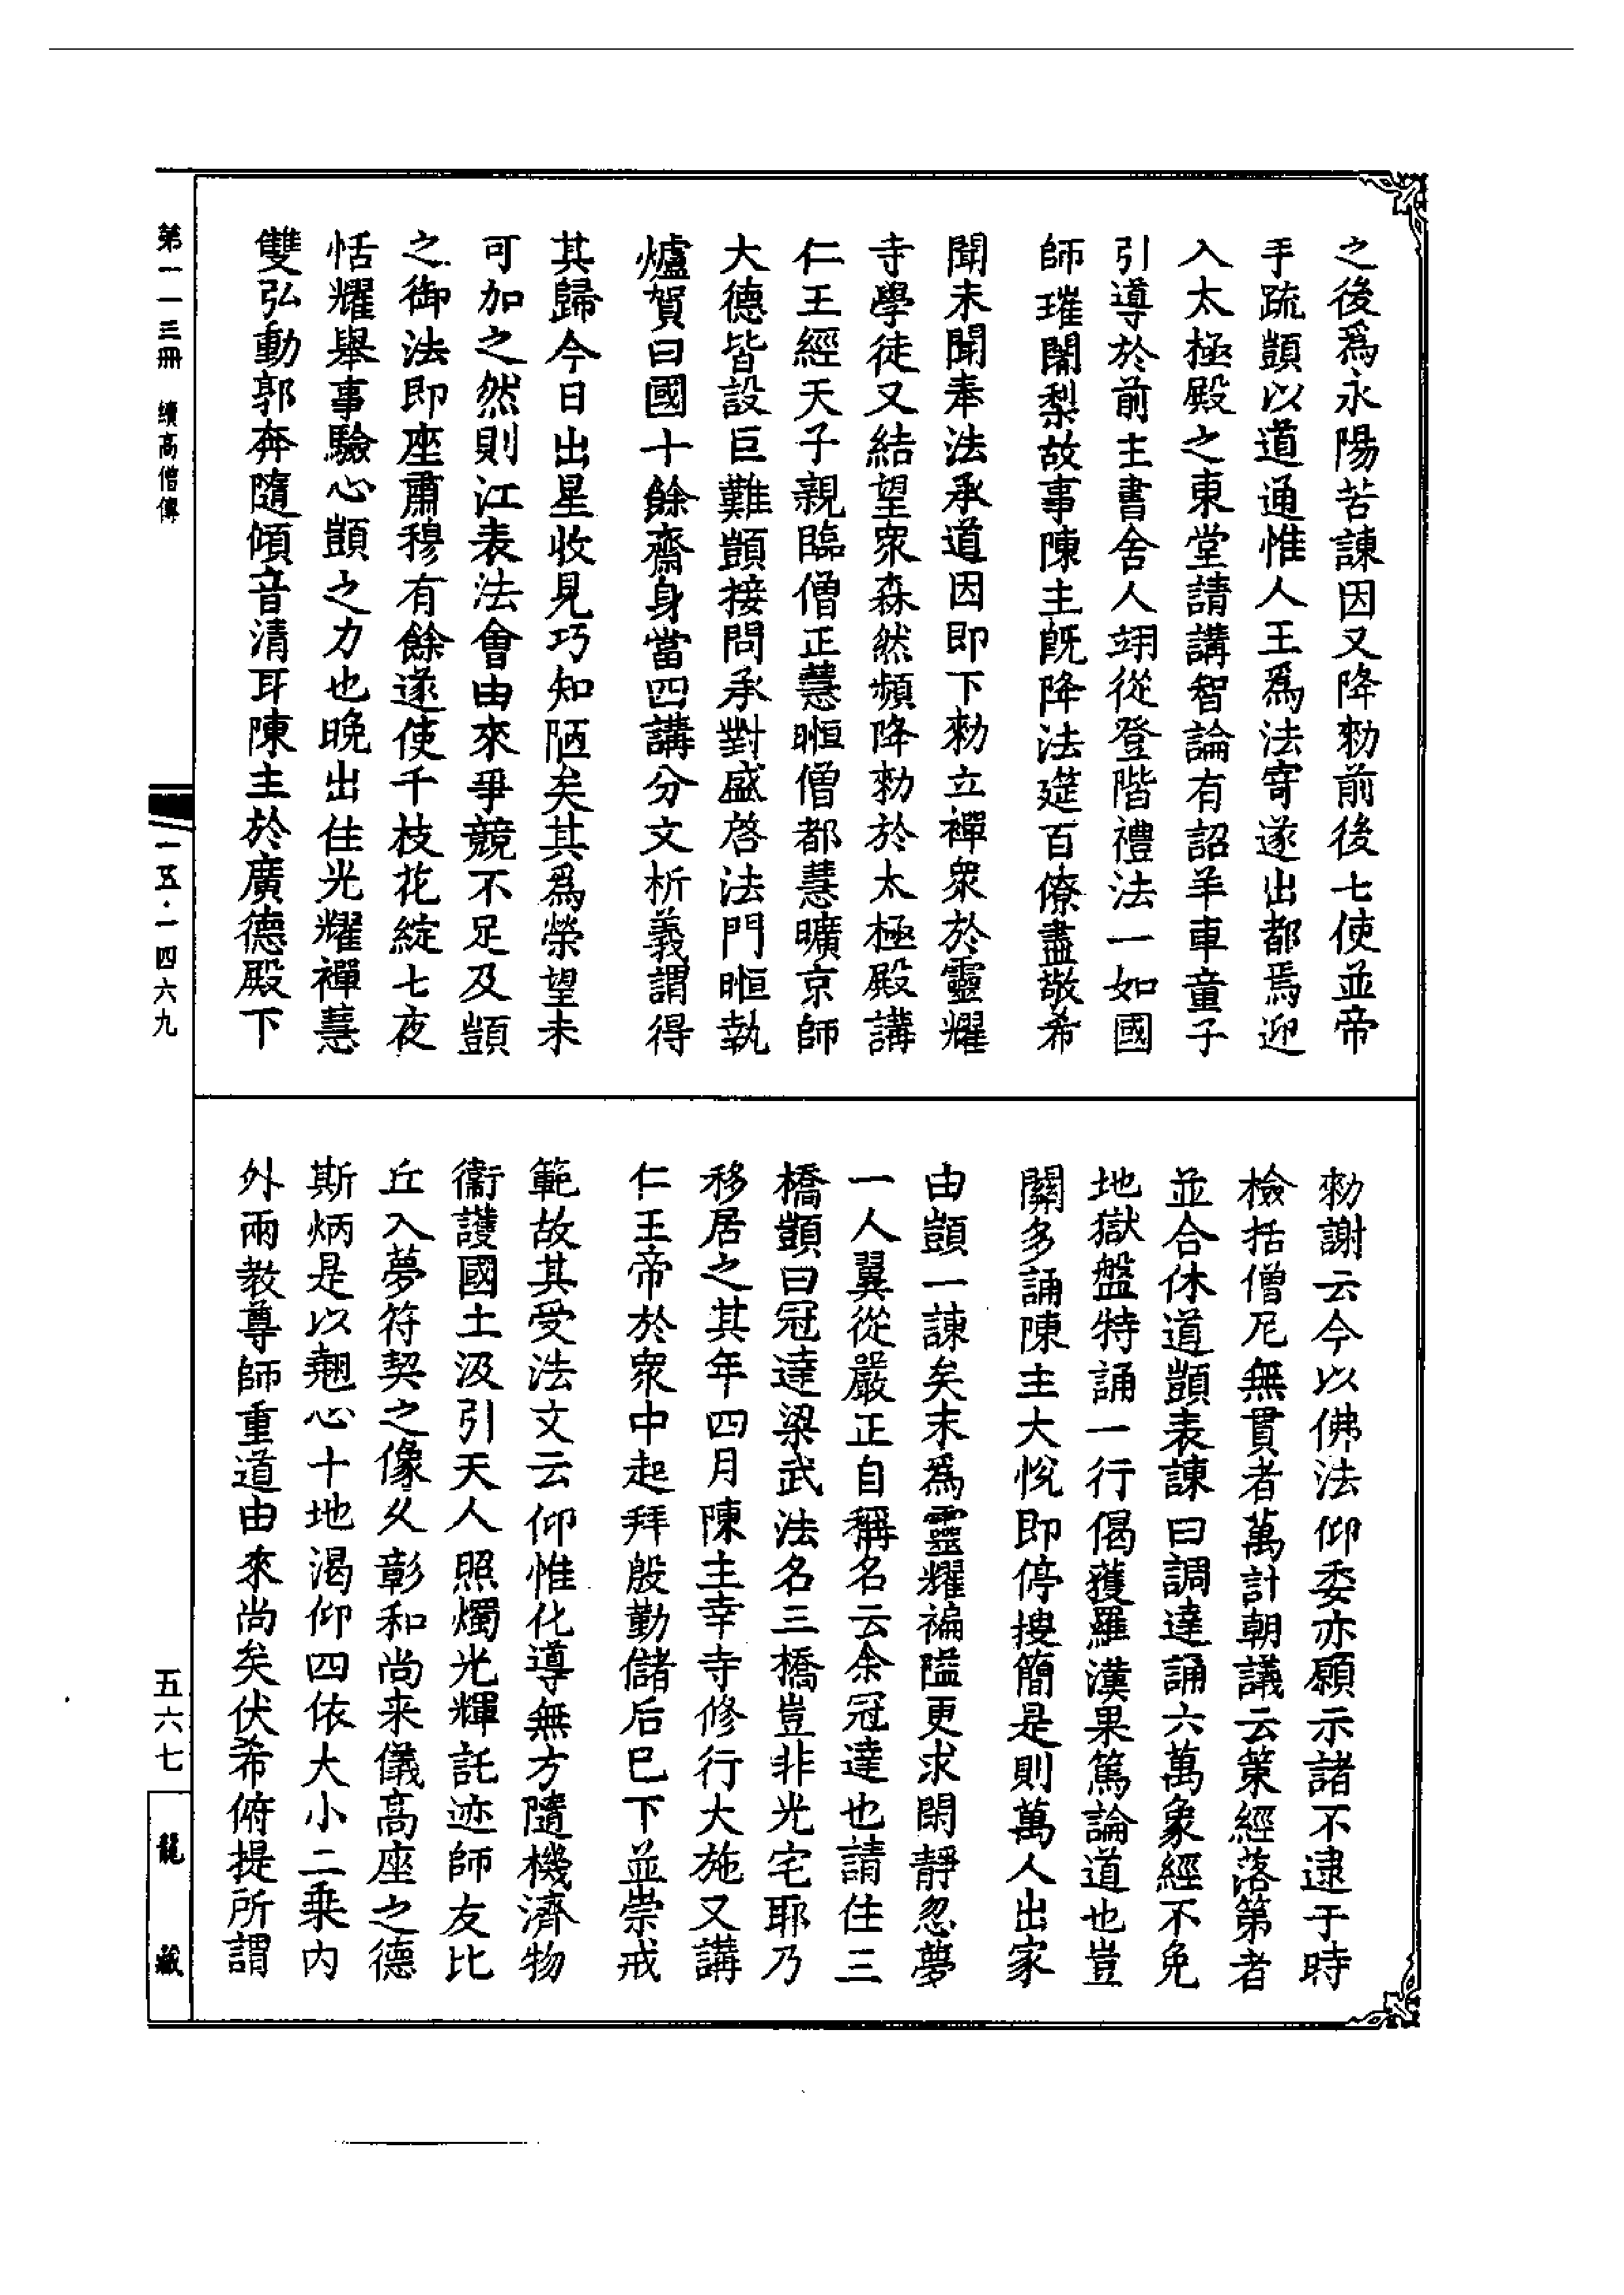 之後爲永陽苦諫因又降勑前後七使並帝
手疏顗以道通惟人王爲法寄遂出都焉迎
入太極殿之東堂請講智論有詔羊車童子
引導於前主書舍人翊從登階禮法一如國
師璀闍梨故事陳主旣降法筵百僚盡敬希
聞未聞奉法承道因即下勑立禪衆於靈耀
寺學徒又結望衆森然頻降勑於太極殿講
仁王經天子親臨僧正慧暅僧都慧曠京師
大德皆設巨難顗接問承對盛啓法門暅執
爐賀曰國十餘齋身當四講分文析義謂得
其歸今日出星收見巧知陋矣其爲榮望未
可加之然則江表法會由來爭競不足及顗
之御法即座肅穆有餘遂使千枝花綻七夜
恬耀舉事驗心顗之力也晚出住光耀禪慧
雙弘動郭奔隨傾音清耳陳主於廣德殿下
勑謝云今以佛法仰委亦願示諸不逮于時
檢括僧尼無貫者萬計朝議云策經落第者
並合休道顗表諫曰調達誦六萬象經不免
地獄盤特誦一行偈獲羅漢果篤論道也豈
關多誦陳主大悅即停搜簡是則萬人出家
由顗一諫矣末爲靈耀褊隘更求閑靜忽夢
一人翼從嚴正自稱名云余冠達也請住三
橋顗曰冠達梁武法名三橋豈非光宅耶乃
移居之其年四月陳主幸寺修行大施又講
仁王帝於衆中起拜殷勤儲后已下並崇戒
範故其受法文云仰惟化導無方隨機濟物
衞護國土汲引天人照燭光輝託迹師友比
丘入夢符契之像久彰和尚来儀高座之德
斯炳是以翹心十地渴仰四依大小二乗內
外兩教尊師重道由來尚矣伏希俯提所謂
第一一三冊 續高僧傳
一五·一四六九
五六七
龍藏